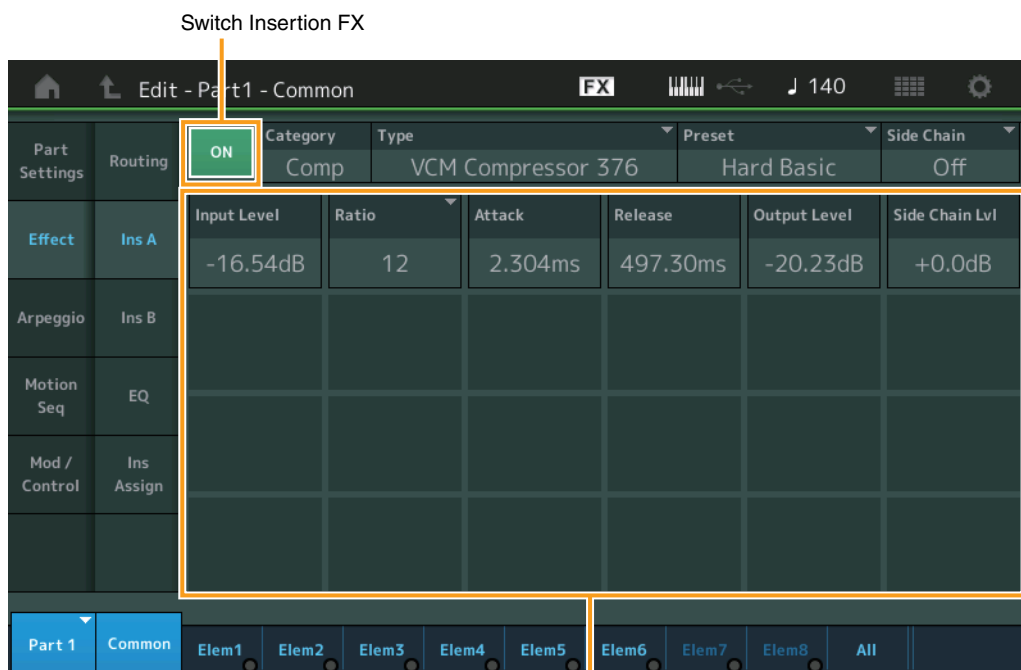 Switch Insertion FX
Edit - Part1 - Common
FX
♩ 140
Part
Settings
Routing
ON
Category
Comp
Type
VCM Compressor 376
Preset
Hard Basic
Side Chain
Off
Effect
Ins A
Input Level
-16.54dB
Ratio
12
Attack
2.304ms
Release
497.30ms
Output Level
-20.23dB
Side Chain Lvl
+0.0dB
Arpeggio
Ins B
Motion
Seq
EQ
Mod /
Control
Ins
Assign
Part 1
Common
Elem1
Elem2
Elem3
Elem4
Elem5
Elem6
Elem7
Elem8
All